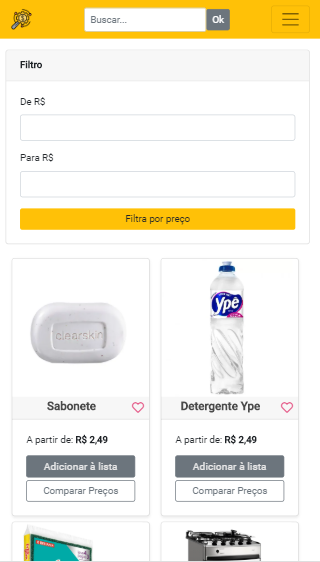 Buscar...
Ok
Filtro
De R$
Para R$
Filtra por preço
clearskin
Ypê
Sabonete
Detergente Ype
A partir de: R$ 2,49
A partir de: R$ 2,49
Adicionar à lista
Adicionar à lista
Comparar Preços
Comparar Preços